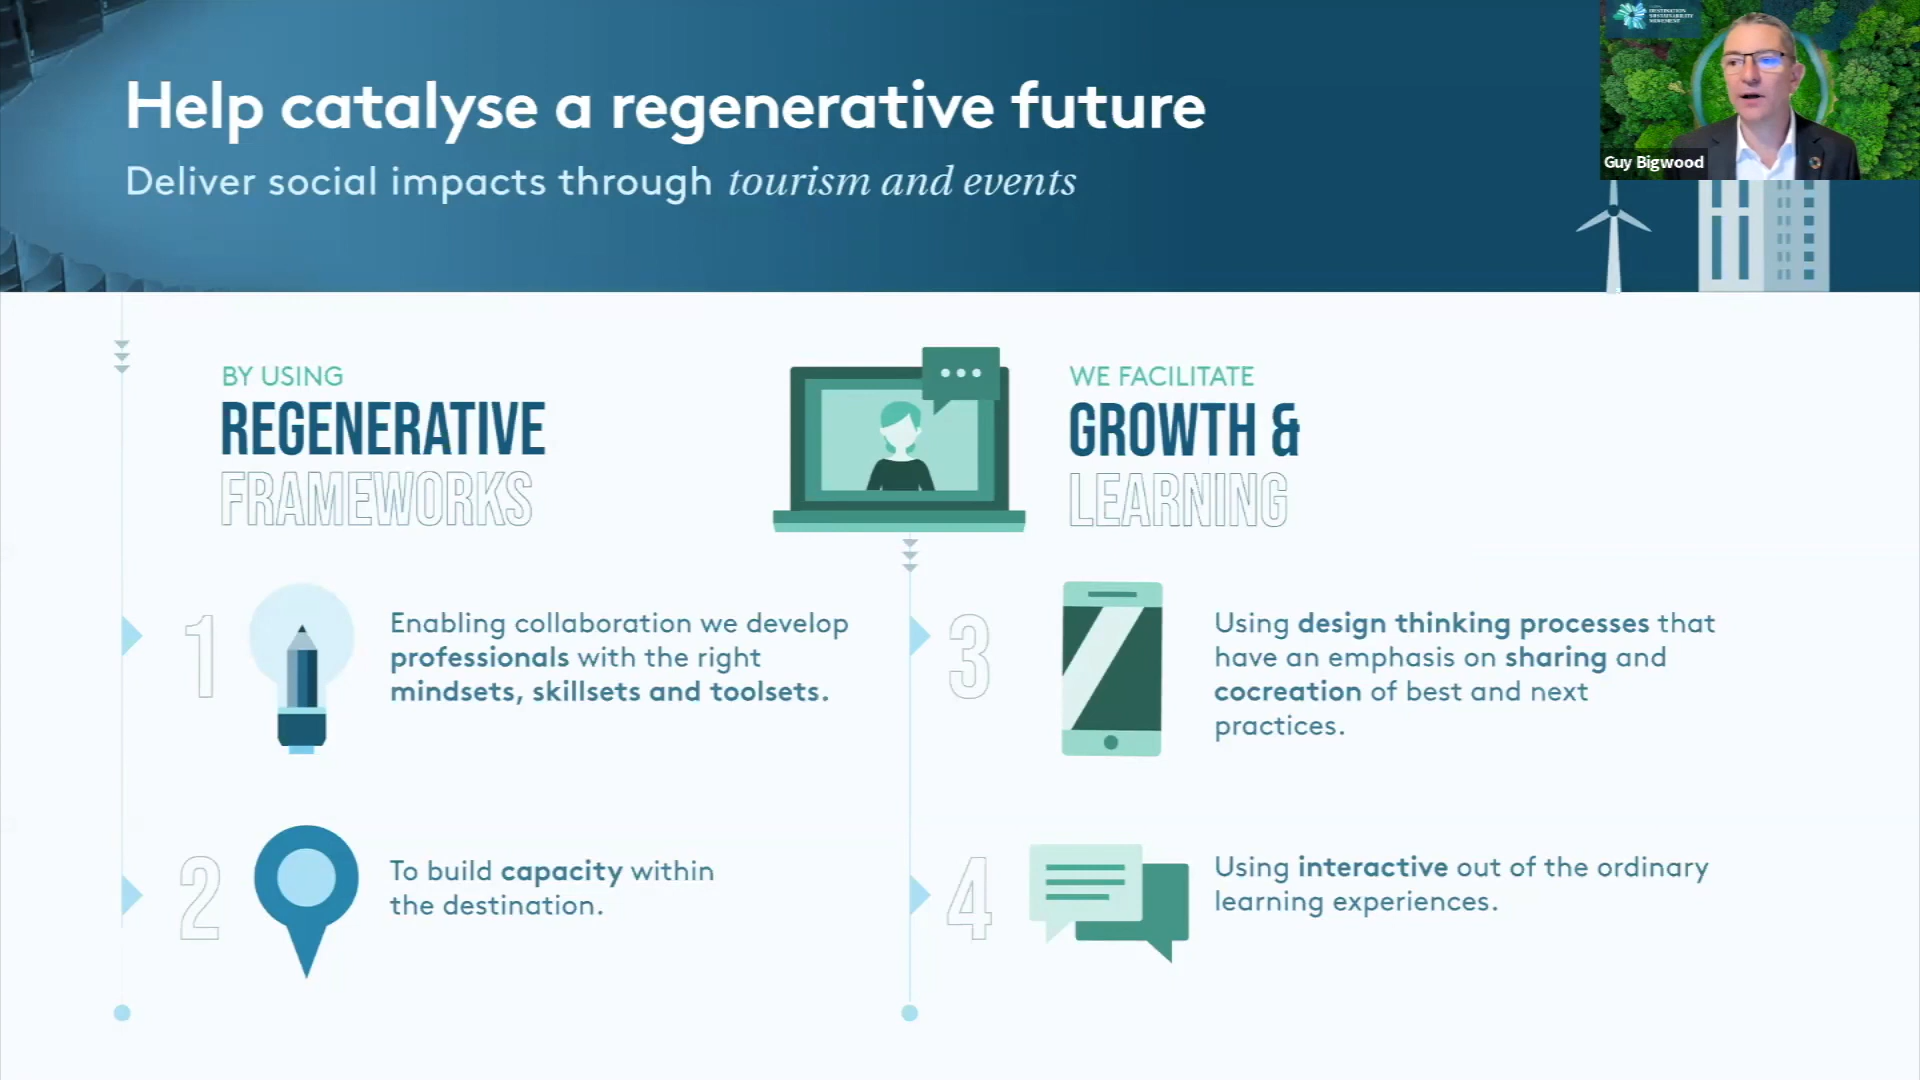 Help catalyse a regenerative future
Deliver social impacts through tourism and events
DESTINATION
SUSTAINABILITY
MOVEMENT
Guy Bigwood
BY USING
REGENERATIVE
FRAMEWORKS
1
Enabling collaboration we develop
professionals with the right
mindsets, skillsets and toolsets.
2
To build capacity within
the destination.
WE FACILITATE
GROWTH &
LEARNING
3
Using design thinking processes that
have an emphasis on sharing and
cocreation of best and next
practices.
4
Using interactive out of the ordinary
learning experiences.